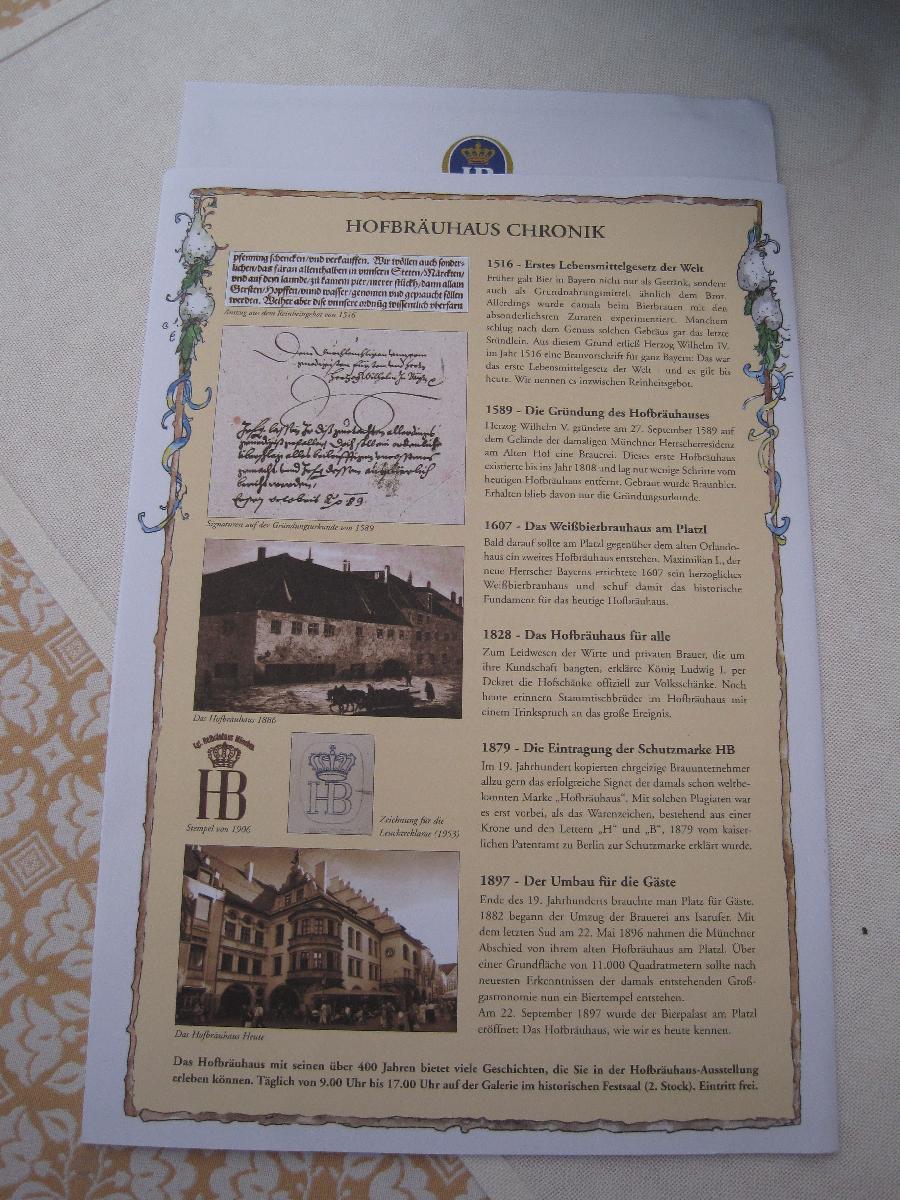 HB
HOFBRÄUHAUS CHRONIK
pfenning schencken/vnd verkauffen. Wir wöllen auch sonder-
lichen/das füran allenthalben in vnsern Steten/Märckten/
vnd auf dem lannde/zu kainem pier/merer stückh/dann allain
Gersten/Hopffen/vnnd wasser/genomen vnd gepraucht söllen
werden. Welher aber dise vnnsere ordnūg wissentlich vberfarn
Auszug aus dem Reinheitsgebot von 1516
Signaturen auf der Gründungsurkunde von 1589
Das Hofbräuhaus 1886
Kgl. Hofbräuhaus München
HB
Stempel von 1906
HB
Zeichnung für die
Leuchtreklame (1953)
Das Hofbräuhaus Heute
1516 - Erstes Lebensmittelgesetz der Welt
Früher galt Bier in Bayern nicht nur als Getränk, sondern
auch als Grundnahrungsmittel, ähnlich dem Brot.
Allerdings wurde damals beim Bierbrauen mit den
absonderlichsten Zutaten experimentiert. Manchem
schlug nach dem Genuss solchen Gebräus gar das letzte
Stündlein. Aus diesem Grund erließ Herzog Wilhelm IV.
im Jahr 1516 eine Brauvorschrift für ganz Bayern: Das war
das erste Lebensmittelgesetz der Welt - und es gilt bis
heute. Wir nennen es inzwischen Reinheitsgebot.
1589 - Die Gründung des Hofbräuhauses
Herzog Wilhelm V. gründete am 27. September 1589 auf
dem Gelände der damaligen Münchner Herrscherresidenz
am Alten Hof eine Brauerei. Dieses erste Hofbräuhaus
existierte bis ins Jahr 1808 und lag nur wenige Schritte vom
heutigen Hofbräuhaus entfernt. Gebraut wurde Braunbier.
Erhalten blieb davon nur die Gründungsurkunde.
1607 - Das Weißbierbrauhaus am Platzl
Bald darauf sollte am Platzl gegenüber dem alten Orlando-
haus ein zweites Hofbräuhaus entstehen. Maximilian I., der
neue Herrscher Bayerns errichtete 1607 sein herzogliches
Weißbierbrauhaus und schuf damit das historische
Fundament für das heutige Hofbräuhaus.
1828 - Das Hofbräuhaus für alle
Zum Leidwesen der Wirte und privaten Brauer, die um
ihre Kundschaft bangten, erklärte König Ludwig I. per
Dekret die Hofschänke offiziell zur Volksschänke. Noch
heute erinnern Stammtischbrüder im Hofbräuhaus mit
einem Trinkspruch an das große Ereignis.
1879 - Die Eintragung der Schutzmarke HB
Im 19. Jahrhundert kopierten ehrgeizige Brauunternehmer
allzu gern das erfolgreiche Signet der damals schon weltbe-
kannten Marke „Hofbräuhaus“. Mit solchen Plagiaten war
es erst vorbei, als das Warenzeichen, bestehend aus einer
Krone und den Lettern „H“ und „B“, 1879 vom kaiser-
lichen Patentamt zu Berlin zur Schutzmarke erklärt wurde.
1897 - Der Umbau für die Gäste
Ende des 19. Jahrhunderts brauchte man Platz für Gäste.
1882 begann der Umzug der Brauerei ans Isarufer. Mit
dem letzten Sud am 22. Mai 1896 nahmen die Münchner
Abschied von ihrem alten Hofbräuhaus am Platzl. Über
einer Grundfläche von 11.000 Quadratmetern sollte nach
neuesten Erkenntnissen der damals entstehenden Groß-
gastronomie nun ein Biertempel entstehen.
Am 22. September 1897 wurde der Bierpalast am Platzl
eröffnet: Das Hofbräuhaus, wie wir es heute kennen.
Das Hofbräuhaus mit seinen über 400 Jahren bietet viele Geschichten, die Sie in der Hofbräuhaus-Ausstellung
erleben können. Täglich von 9.00 Uhr bis 17.00 Uhr auf der Galerie im historischen Festsaal (2. Stock). Eintritt frei.